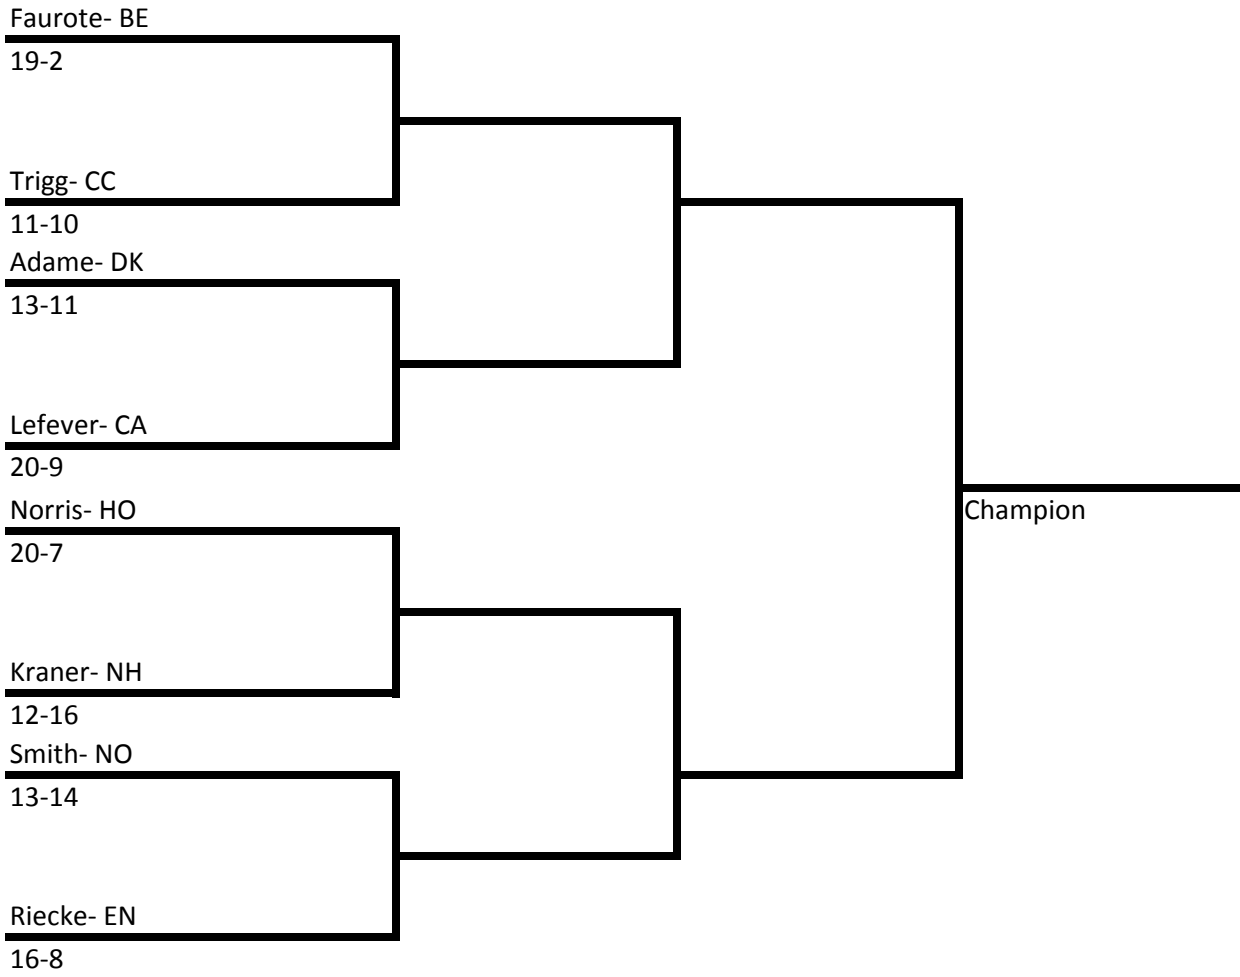 Faurote- BE
19-2
Trigg- CC
11-10
Adame- DK
13-11
Lefever- CA
20-9
Norris- HO
20-7
Champion
Kraner- NH
12-16
Smith- NO
13-14
Riecke- EN
16-8